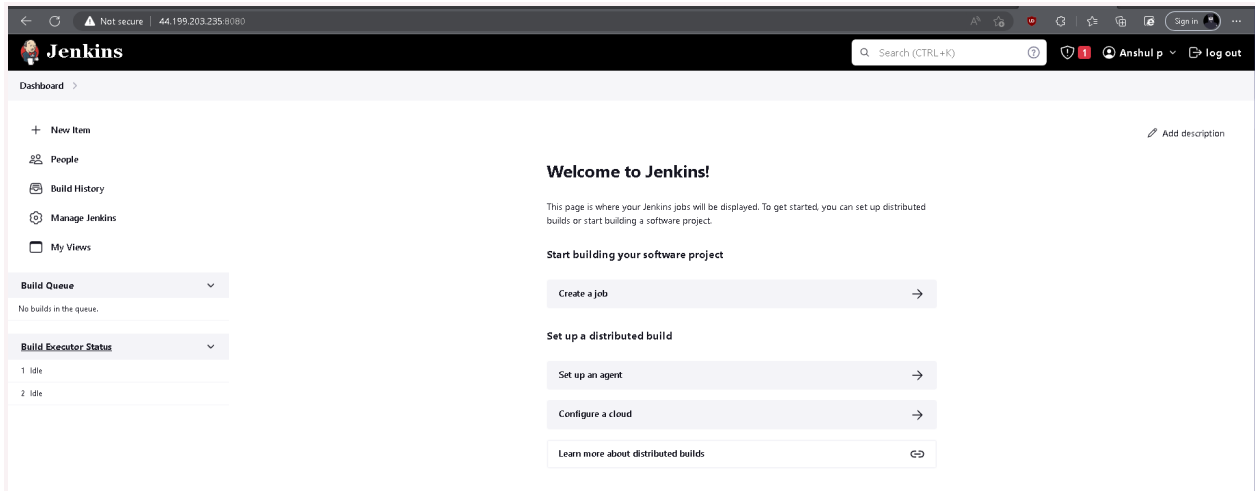 Not secure | 44.199.203.235:8080
Sign in
Jenkins
Search (CTRL+K)
1
Anshul p
log out
Dashboard
New Item
Add description
People
Build History
Manage Jenkins
My Views
Welcome to Jenkins!
This page is where your Jenkins jobs will be displayed. To get started, you can set up distributed
builds or start building a software project.
Start building your software project
Create a job
Set up a distributed build
Set up an agent
Configure a cloud
Learn more about distributed builds
Build Queue
No builds in the queue.
Build Executor Status
1 Idle
2 Idle